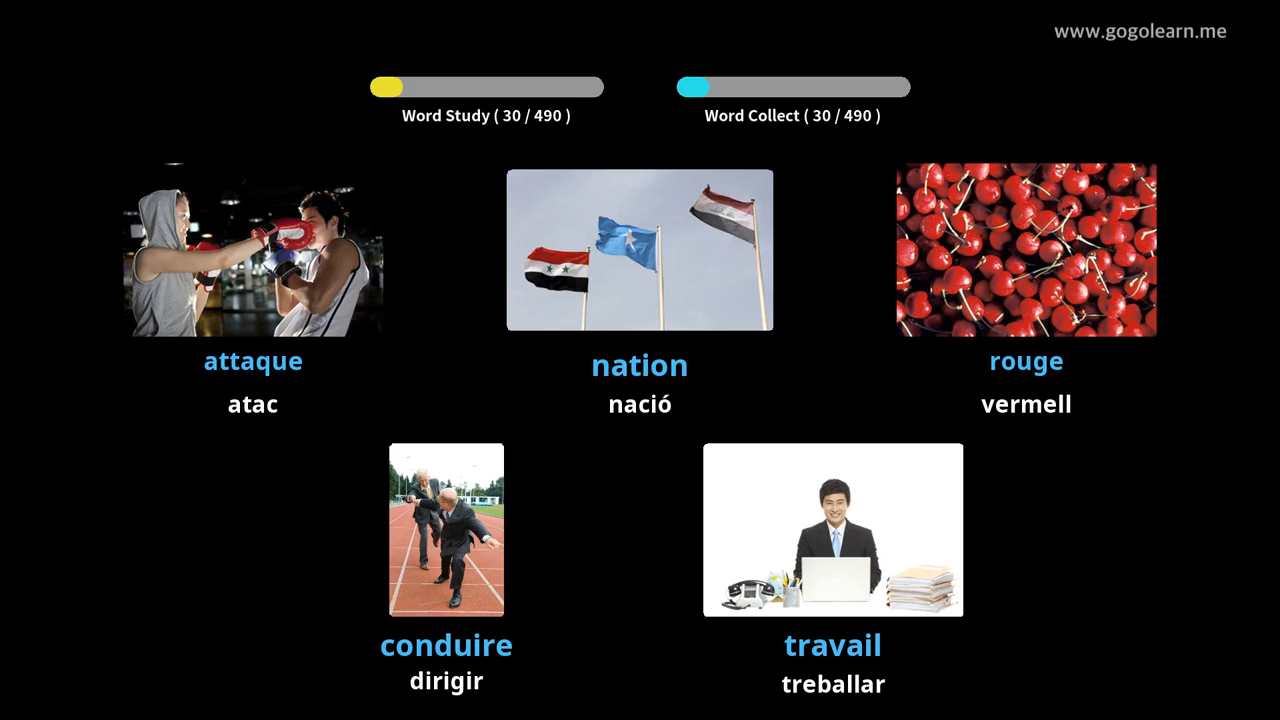 www.gogolearn.me
Word Study ( 30 / 490 )
Word Collect ( 30 / 490 )
attaque
atac
nation
nació
rouge
vermell
conduire
dirigir
travail
treballar